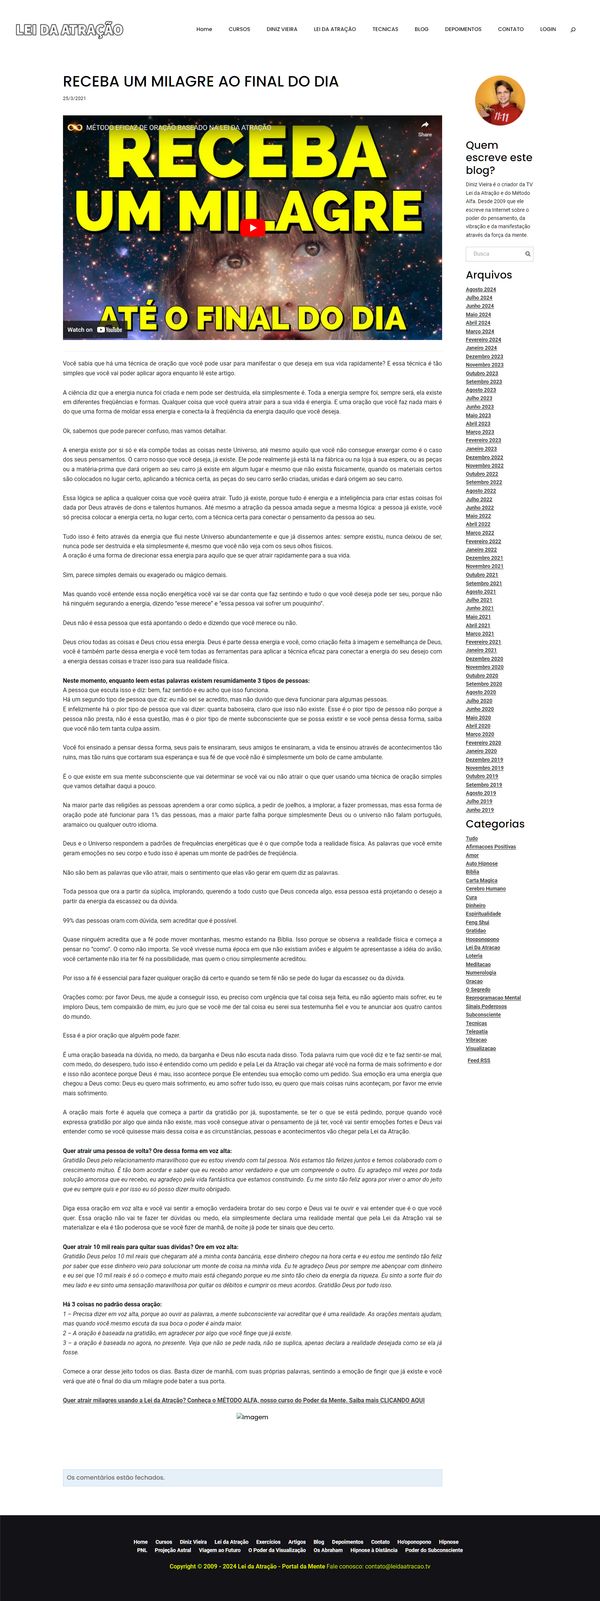 LEI DA ATRAÇÃO
Home CURSOS DINIZ VIEIRA LEI DA ATRAÇÃO TECNICAS BLOG DEPOIMENTOS CONTATO LOGIN
RECEBA UM MILAGRE AO FINAL DO DIA
25/3/2021
MÉTODO EFICAZ DE ORAÇÃO BASEADO NA LEI DA ATRAÇÃO
Share
RECEBA
UM MILAGRE
ATÉ O FINAL DO DIA
Watch on YouTube
Você sabia que há uma técnica de oração que você pode usar para manifestar o que deseja em sua vida rapidamente? E essa técnica é tão
simples que você vai poder aplicar agora enquanto lê este artigo.
A ciência diz que a energia nunca foi criada e nem pode ser destruída, ela simplesmente é. Toda a energia sempre foi, sempre será, ela existe
em diferentes freqüências e formas. Qualquer coisa que você queira atrair para a sua vida é energia. E uma oração que você faz nada mais é
do que uma forma de moldar essa energia e conecta-la à freqüência da energia daquilo que você deseja.
Ok, sabemos que pode parecer confuso, mas vamos detalhar.
A energia existe por si só e ela compõe todas as coisas neste Universo, até mesmo aquilo que você não consegue enxergar como é o caso
dos seus pensamentos. O carro nosso que você deseja, já existe. Ele pode realmente já está lá na fábrica ou na loja à sua espera, ou as peças
ou a matéria-prima que dará origem ao seu carro já existe em algum lugar e mesmo que não exista fisicamente, quando os materiais certos
são colocados no lugar certo, aplicando a técnica certa, as peças do seu carro serão criadas, unidas e dará origem ao seu carro.
Essa lógica se aplica a qualquer coisa que você queira atrair. Tudo já existe, porque tudo é energia e a inteligência para criar estas coisas foi
dada por Deus através de dons e talentos humanos. Até mesmo a atração da pessoa amada segue a mesma lógica: a pessoa já existe, você
só precisa colocar a energia certa, no lugar certo, com a técnica certa para conectar o pensamento da pessoa ao seu.
Tudo isso é feito através da energia que flui neste Universo abundantemente e que já dissemos antes: sempre existiu, nunca deixou de ser,
nunca pode ser destruída e ela simplesmente é, mesmo que você não veja com os seus olhos físicos.
A oração é uma forma de direcionar essa energia para aquilo que se quer atrair rapidamente para a sua vida.
Sim, parece simples demais ou exagerado ou mágico demais.
Mas quando você entende essa noção energética você vai se dar conta que faz sentindo e tudo o que você deseja pode ser seu, porque não
há ninguém segurando a energia, dizendo "esse merece" e "essa pessoa vai sofrer um pouquinho".
Deus não é essa pessoa que está apontando o dedo e dizendo que você merece ou não.
Deus criou todas as coisas e Deus criou essa energia. Deus é parte dessa energia e você, como criação feita à imagem e semelhança de Deus,
você é também parte dessa energia e você tem todas as ferramentas para aplicar a técnica eficaz para conectar a energia do seu desejo com
a energia dessas coisas e trazer isso para sua realidade física.
Neste momento, enquanto leem estas palavras existem resumidamente 3 tipos de pessoas:
A pessoa que escuta isso e diz: bem, faz sentido e eu acho que isso funciona.
Há um segundo tipo de pessoa que diz: eu não sei se acredito, mas não duvido que deva funcionar para algumas pessoas.
E infelizmente há o pior tipo de pessoa que vai dizer: quanta baboseira, claro que isso não existe. Esse é o pior tipo de pessoa não porque a
pessoa não presta, não é essa questão, mas é o pior tipo de mente subconsciente que se possa existir e se você pensa dessa forma, saiba
que você não tem tanta culpa assim.
Você foi ensinado a pensar dessa forma, seus pais te ensinaram, seus amigos te ensinaram, a vida te ensinou através de acontecimentos tão
ruins, mas tão ruins que cortaram sua esperança e sua fé de que você não é simplesmente um bolo de carne ambulante.
É o que existe em sua mente subconsciente que vai determinar se você vai ou não atrair o que quer usando uma técnica de oração simples
que vamos detalhar daqui a pouco.
Na maior parte das religiões as pessoas aprendem a orar como súplica, a pedir de joelhos, a implorar, a fazer promessas, mas essa forma de
oração pode até funcionar para 1% das pessoas, mas a maior parte falha porque simplesmente Deus ou o universo não falam português,
aramaico ou qualquer outro idioma.
Deus e o Universo respondem a padrões de frequências energéticas que é o que compõe toda a realidade física. As palavras que você emite
geram emoções no seu corpo e tudo isso é apenas um monte de padrões de freqüência.
Não são bem as palavras que vão atrair, mais o sentimento que elas vão gerar em quem diz as palavras.
Toda pessoa que ora a partir da súplica, implorando, querendo a todo custo que Deus conceda algo, essa pessoa está projetando o desejo a
partir da energia da escassez ou da dúvida.
99% das pessoas oram com dúvida, sem acreditar que é possível.
Quase ninguém acredita que a fé pode mover montanhas, mesmo estando na Bíblia. Isso porque se observa a realidade física e começa a
pensar no "como". O como não importa. Se você vivesse numa época em que não existiam aviões e alguém te apresentasse a idéia do avião,
você certamente não iria ter fé na possibilidade, mas quem o criou simplesmente acreditou.
Por isso a fé é essencial para fazer qualquer oração dá certo e quando se tem fé não se pede do lugar da escassez ou da dúvida.
Orações como: por favor Deus, me ajude a conseguir isso, eu preciso com urgência que tal coisa seja feita, eu não agüento mais sofrer, eu te
imploro Deus, tem compaixão de mim, eu juro que se você me der tal coisa eu serei sua testemunha fiel e vou te anunciar aos quatro cantos
do mundo.
Essa é a pior oração que alguém pode fazer.
É uma oração baseada na dúvida, no medo, da barganha e Deus não escuta nada disso. Toda palavra ruim que você diz e te faz sentir-se mal,
com medo, do desespero, tudo isso é entendido como um pedido e pela Lei da Atração vai chegar até você na forma de mais sofrimento e dor
e isso não acontece porque Deus é mau, isso acontece porque Ele entendeu sua emoção como um pedido. Sua emoção era uma energia que
chegou a Deus como: Deus eu quero mais sofrimento, eu amo sofrer tudo isso, eu quero que mais coisas ruins aconteçam, por favor me envie
mais sofrimento.
A oração mais forte é aquela que começa a partir da gratidão por já, supostamente, se ter o que se está pedindo, porque quando você
expressa gratidão por algo que ainda não existe, mas você consegue ativar o pensamento de já ter, você vai sentir emoções fortes e Deus vai
entender como se você quisesse mais dessa coisa e as circunstâncias, pessoas e acontecimentos vão chegar pela Lei da Atração.
Quer atrair uma pessoa de volta? Ore dessa forma em voz alta:
Gratidão Deus pelo relacionamento maravilhoso que eu estou vivendo com tal pessoa. Nós estamos tão felizes juntos e temos colaborado com o
crescimento mútuo. É tão bom acordar e saber que eu recebo amor verdadeiro e que um compreende o outro. Eu agradeço mil vezes por toda
solução amorosa que eu recebo, eu agradeço pela vida fantástica que estamos construindo. Eu me sinto tão feliz agora por viver o amor do jeito
que eu sempre quis e por isso eu só posso dizer muito obrigado.
Diga essa oração em voz alta e você vai sentir a emoção verdadeira brotar do seu corpo e Deus vai te ouvir e vai entender que é o que você
quer. Essa oração não vai te fazer ter dúvidas ou medo, ela simplesmente declara uma realidade mental que pela Lei da Atração vai se
materializar e ela é tão poderosa que se você fizer de manhã, de noite já pode ter sinais que deu certo.
Quer atrair 10 mil reais para quitar suas dívidas? Ore em voz alta:
Gratidão Deus pelos 10 mil reais que chegaram até a minha conta bancária, esse dinheiro chegou na hora certa e eu estou me sentindo tão feliz
por saber que esse dinheiro veio para solucionar um monte de coisa na minha vida. Eu te agradeço Deus por sempre me abençoar com dinheiro
e eu sei que 10 mil reais é só o começo e muito mais está chegando porque eu me sinto tão cheio da energia da riqueza. Eu sinto a sorte fluir do
meu lado e eu sinto uma sensação maravilhosa por quitar os débitos e cumprir os meus acordos. Gratidão Deus por tudo isso.
Há 3 coisas no padrão dessa oração:
1 – Precisa dizer em voz alta, porque ao ouvir as palavras, a mente subconsciente vai acreditar que é uma realidade. As orações mentais ajudam,
mas quando você mesmo escuta da sua boca o poder é ainda maior.
2 – A oração é baseada na gratidão, em agradecer por algo que você finge que já existe.
3 – a oração é baseada no agora, no presente. Veja que não se pede nada, não se suplica, apenas declara a realidade desejada como se ela já
fosse.
Comece a orar desse jeito todos os dias. Basta dizer de manhã, com suas próprias palavras, sentindo a emoção de fingir que já existe e você
verá que até o final do dia um milagre pode bater a sua porta.
Quer atrair milagres usando a Lei da Atração? Conheça o MÉTODO ALFA, nosso curso do Poder da Mente. Saiba mais CLICANDO AQUI
Imagem
Os comentários estão fechados.
11:11
Quem
escreve este
blog?
Diniz Vieira é o criador da TV
Lei da Atração e do Método
Alfa. Desde 2009 que ele
escreve na Internet sobre o
poder do pensamento, da
vibração e da manifestação
através da força da mente.
Busca
Arquivos
Agosto 2024
Julho 2024
Junho 2024
Maio 2024
Abril 2024
Março 2024
Fevereiro 2024
Janeiro 2024
Dezembro 2023
Novembro 2023
Outubro 2023
Setembro 2023
Agosto 2023
Julho 2023
Junho 2023
Maio 2023
Abril 2023
Março 2023
Fevereiro 2023
Janeiro 2023
Dezembro 2022
Novembro 2022
Outubro 2022
Setembro 2022
Agosto 2022
Julho 2022
Junho 2022
Maio 2022
Abril 2022
Março 2022
Fevereiro 2022
Janeiro 2022
Dezembro 2021
Novembro 2021
Outubro 2021
Setembro 2021
Agosto 2021
Julho 2021
Junho 2021
Maio 2021
Abril 2021
Março 2021
Fevereiro 2021
Janeiro 2021
Dezembro 2020
Novembro 2020
Outubro 2020
Setembro 2020
Agosto 2020
Julho 2020
Junho 2020
Maio 2020
Abril 2020
Março 2020
Fevereiro 2020
Janeiro 2020
Dezembro 2019
Novembro 2019
Outubro 2019
Setembro 2019
Agosto 2019
Julho 2019
Junho 2019
Categorias
Tudo
Afirmacoes Positivas
Amor
Auto Hipnose
Biblia
Carta Magica
Cerebro Humano
Cura
Dinheiro
Espiritualidade
Feng Shui
Gratidao
Hooponopono
Lei Da Atracao
Loteria
Meditacao
Numerologia
Oracao
O Segredo
Reprogramacao Mental
Sinais Poderosos
Subconsciente
Tecnicas
Telepatia
Vibracao
Visualizacao
Feed RSS
Home Cursos Diniz Vieira Lei da Atração Exercícios Artigos Blog Depoimentos Contato Ho'oponopono Hipnose
PNL Projeção Astral Viagem ao Futuro O Poder da Visualização Os Abraham Hipnose à Distância Poder do Subconsciente
Copyright © 2009 - 2024 Lei da Atração - Portal da Mente Fale conosco: contato@leidaatracao.tv